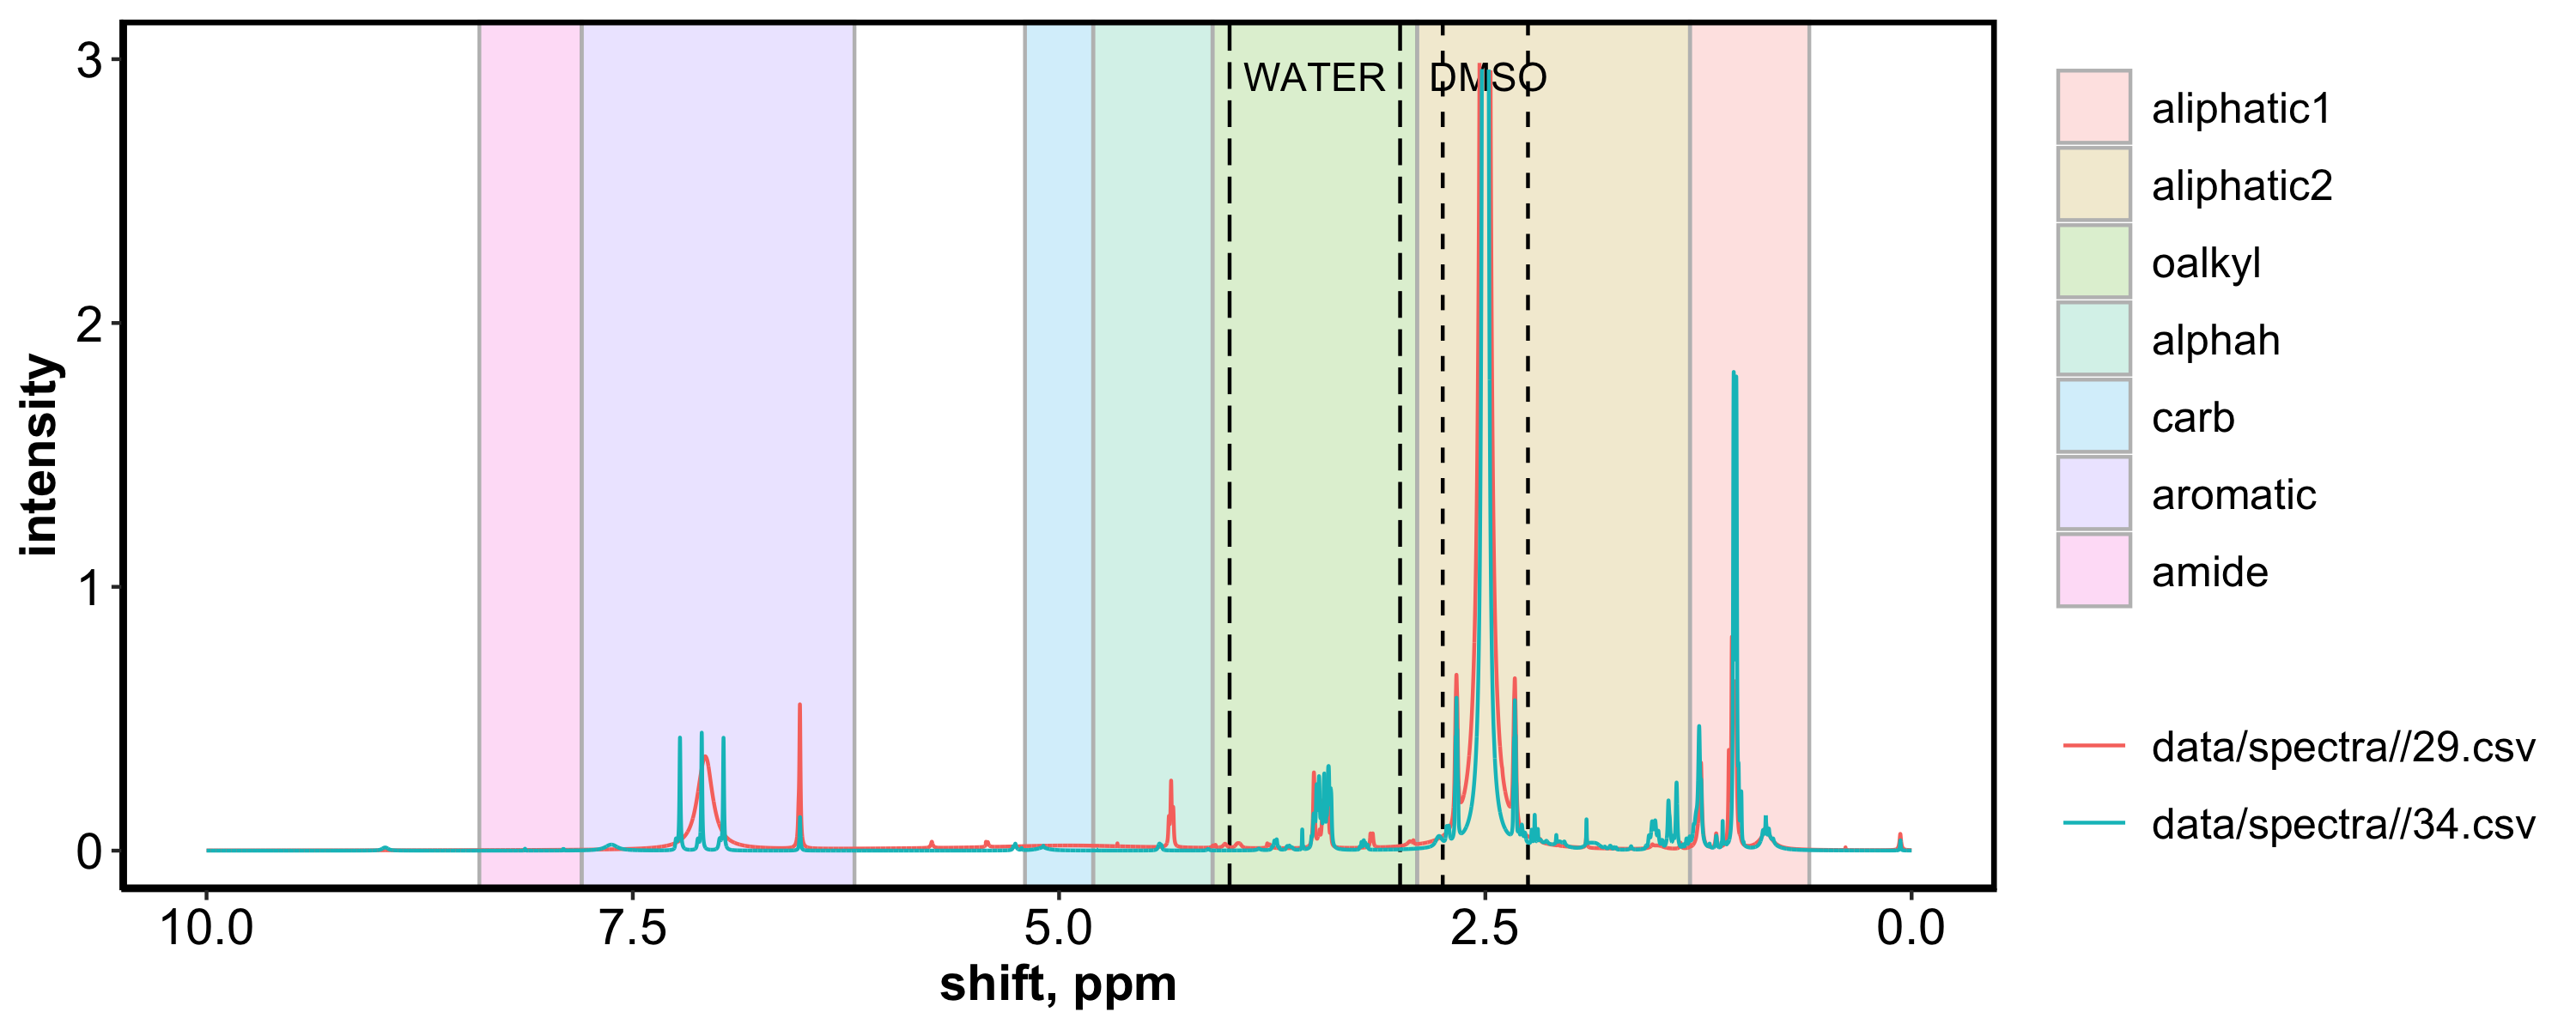 3
2
1
0
intensity
WATER
DMSO
10.0
7.5
5.0
2.5
0.0
shift, ppm
aliphatic1
aliphatic2
oalkyl
alphah
carb
aromatic
amide
data/spectra//29.csv
data/spectra//34.csv